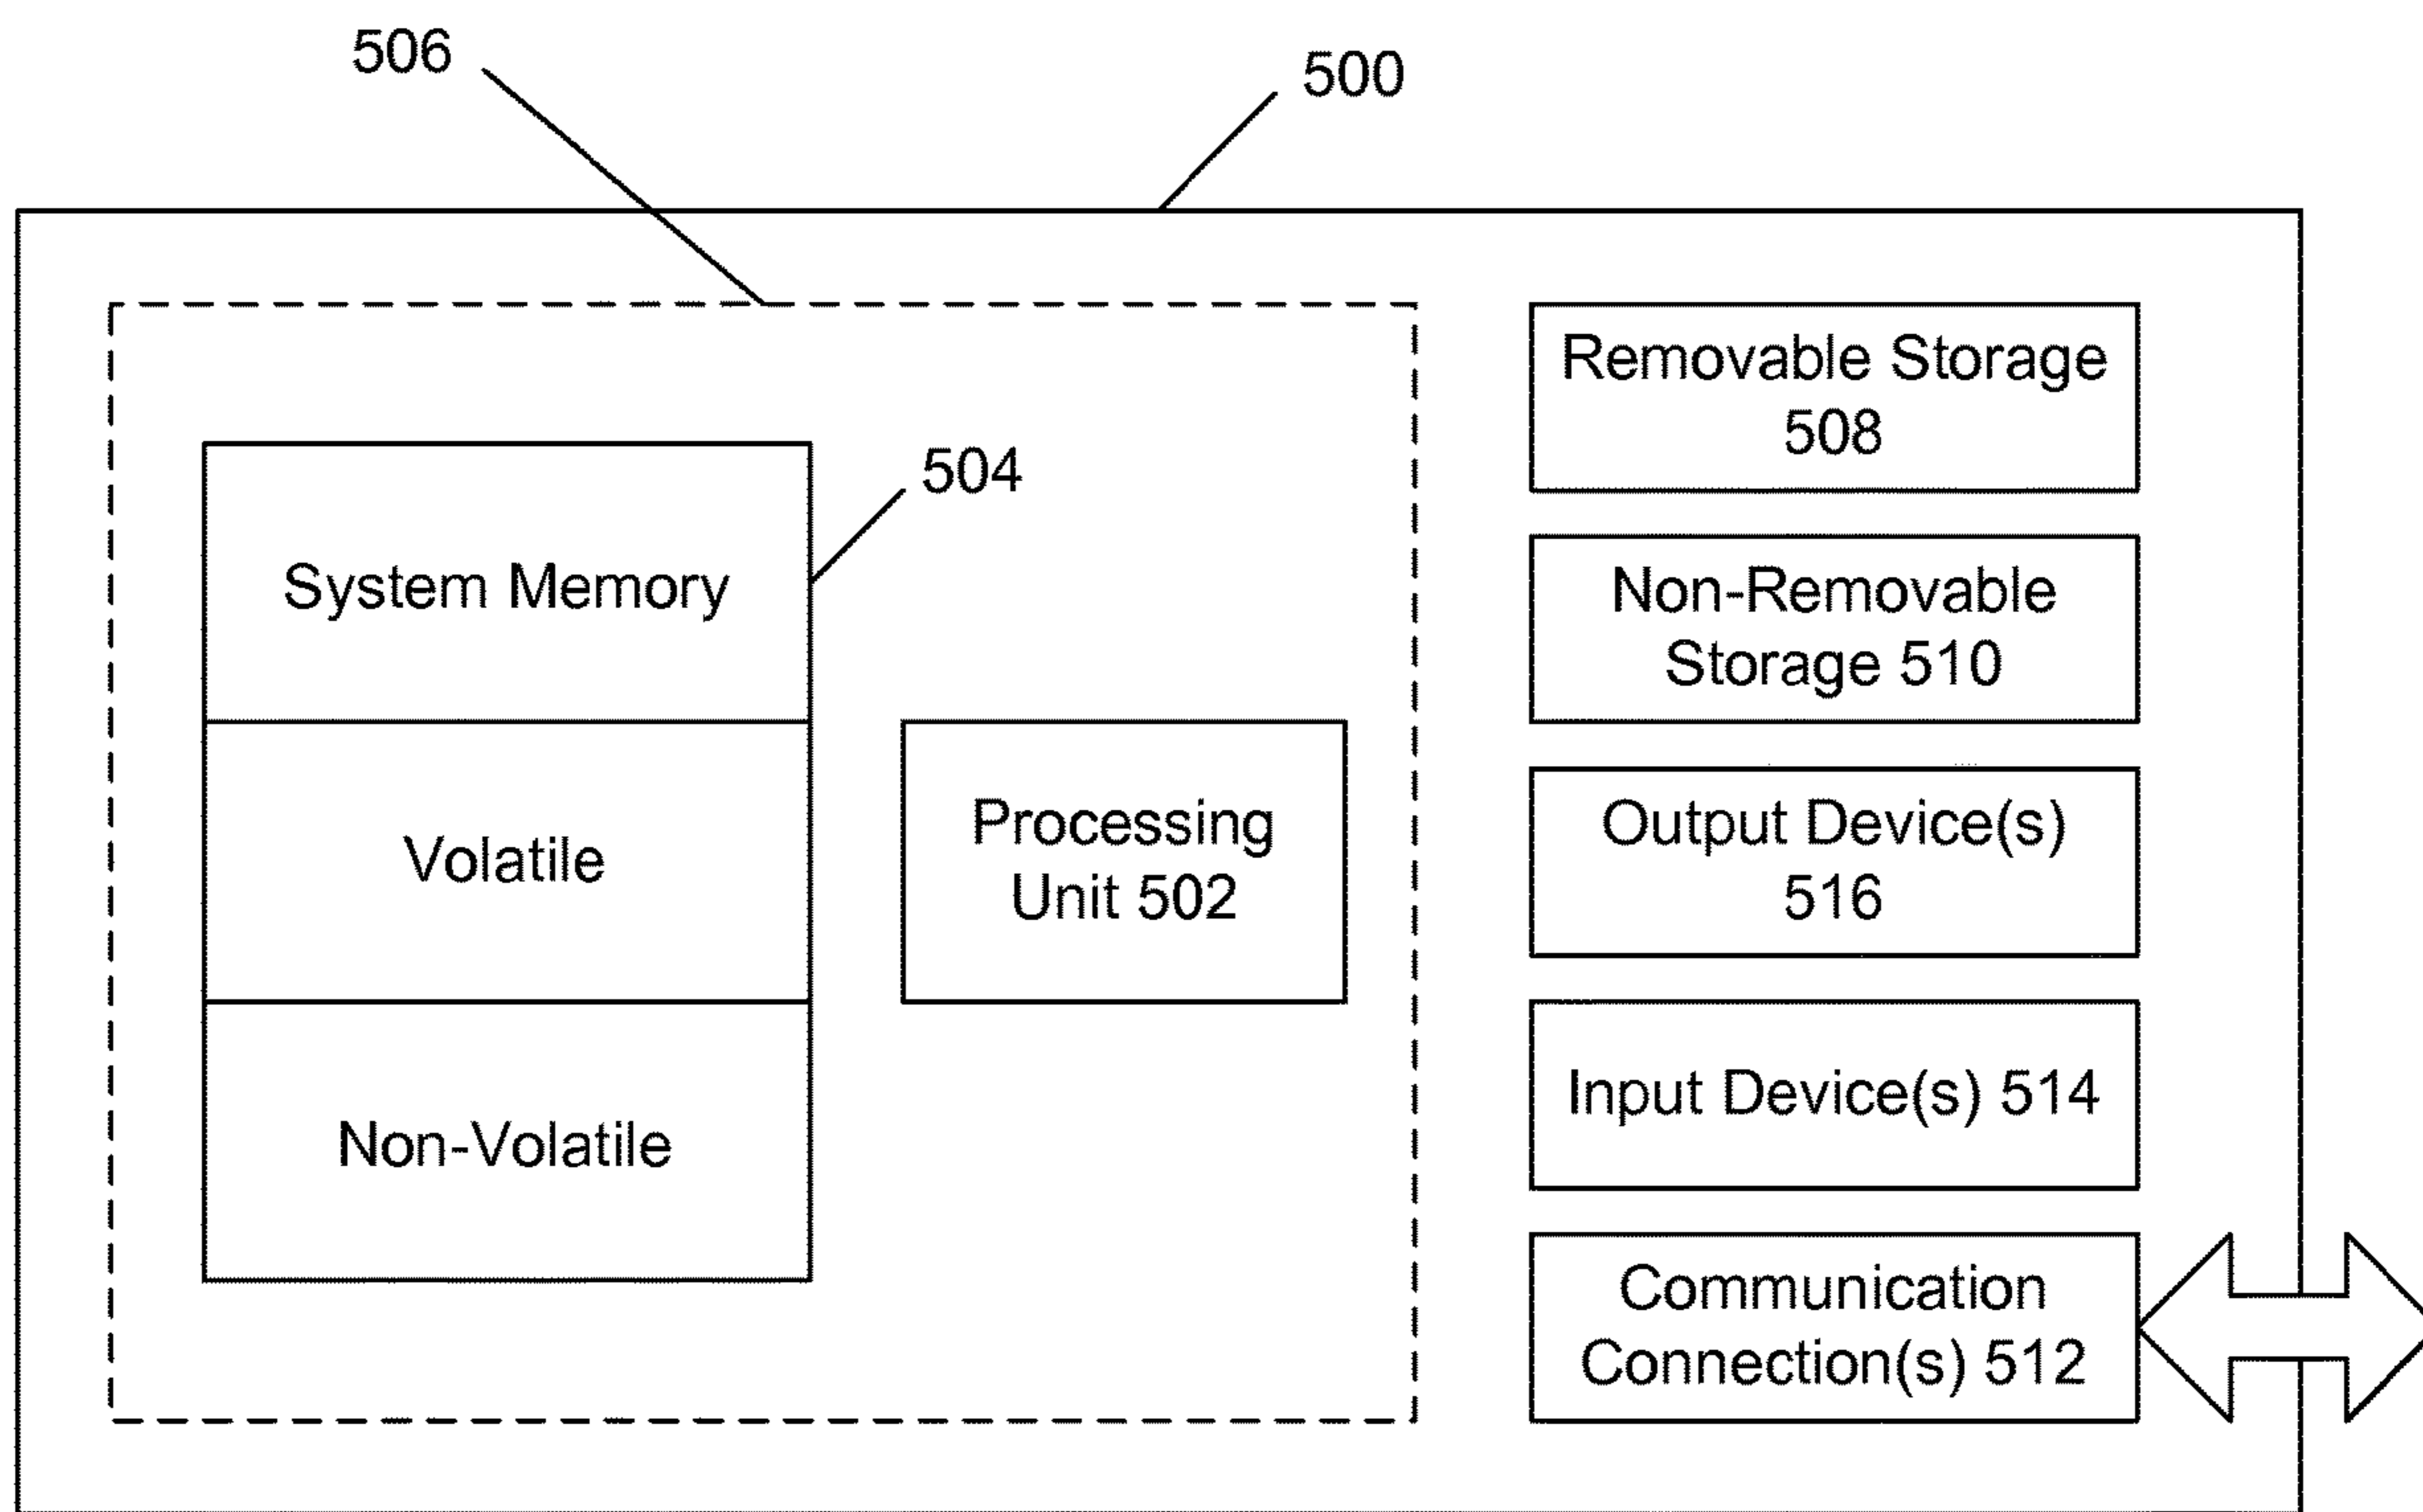 506
500
504
System Memory
Volatile
Non-Volatile
Processing
Unit 502
Removable Storage
508
Non-Removable
Storage 510
Output Device(s)
516
Input Device(s) 514
Communication
Connection(s) 512